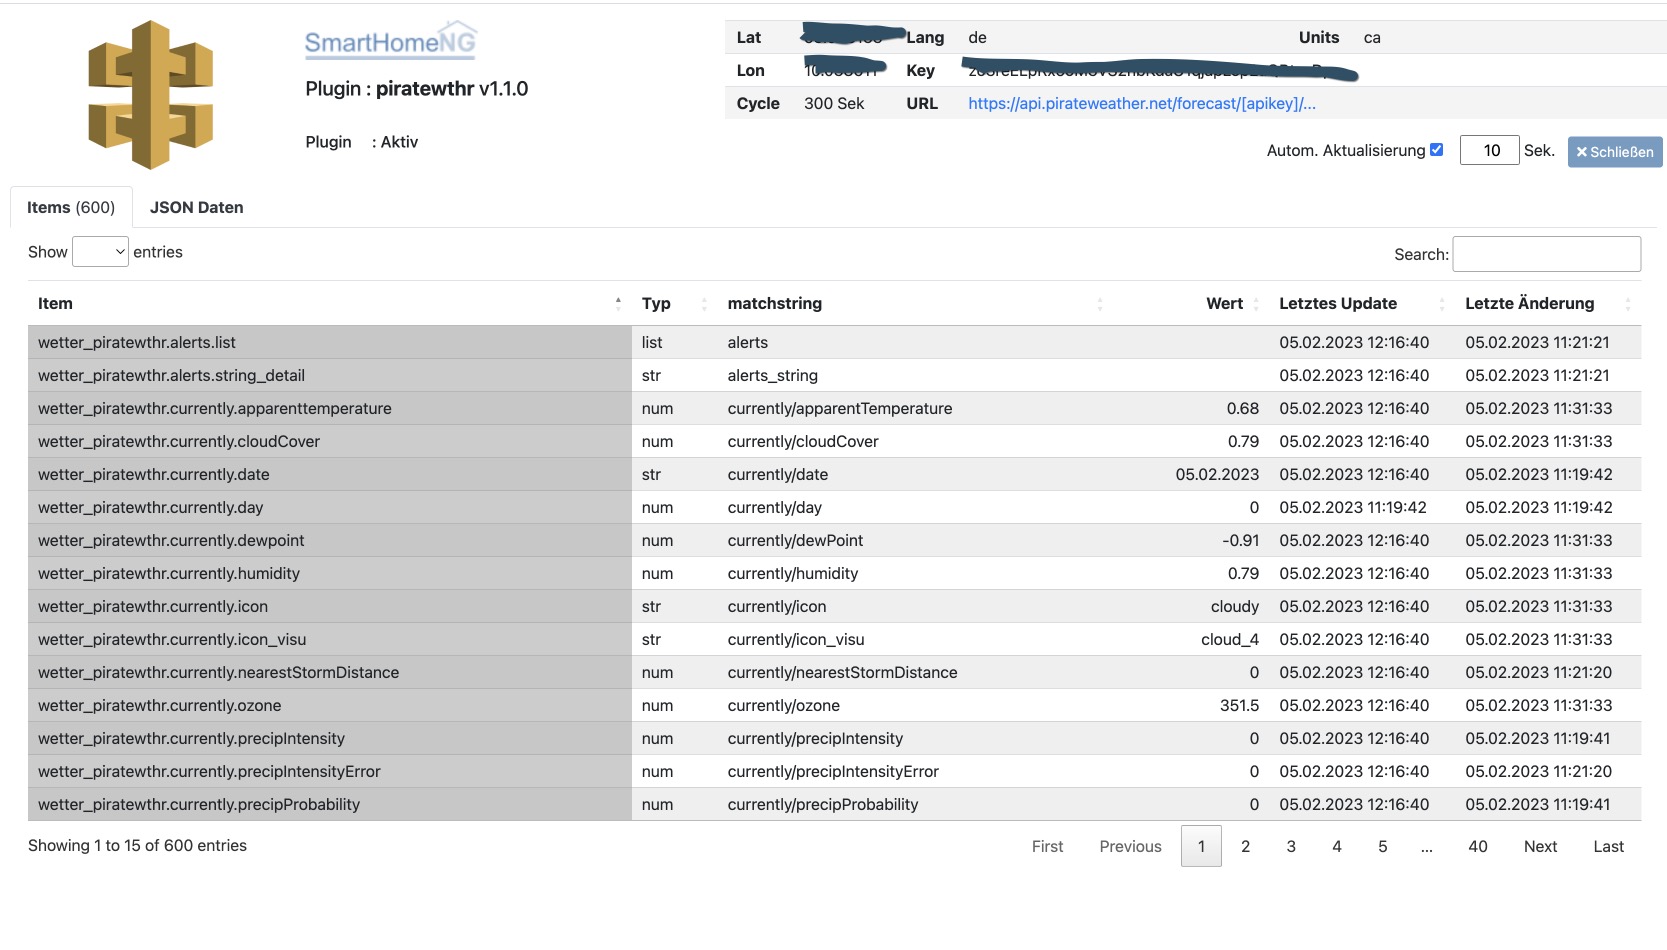 SmartHomeNG
Plugin : piratewthr v1.1.0
Plugin : Aktiv
Lat Lang de Units ca
Lon Key
Cycle 300 Sek URL https://api.pirateweather.net/forecast/[apikey]/...
Autom. Aktualisierung 10 Sek. Schließen
Items (600) JSON Daten
Show entries Search:
Item Typ matchstring Wert Letztes Update Letzte Änderung
wetter_piratewthr.alerts.list list alerts 05.02.2023 12:16:40 05.02.2023 11:21:21
wetter_piratewthr.alerts.string_detail str alerts_string 05.02.2023 12:16:40 05.02.2023 11:21:21
wetter_piratewthr.currently.apparenttemperature num currently/apparentTemperature 0.68 05.02.2023 12:16:40 05.02.2023 11:31:33
wetter_piratewthr.currently.cloudCover num currently/cloudCover 0.79 05.02.2023 12:16:40 05.02.2023 11:31:33
wetter_piratewthr.currently.date str currently/date 05.02.2023 05.02.2023 12:16:40 05.02.2023 11:19:42
wetter_piratewthr.currently.day num currently/day 0 05.02.2023 11:19:42 05.02.2023 11:19:42
wetter_piratewthr.currently.dewpoint num currently/dewPoint -0.91 05.02.2023 12:16:40 05.02.2023 11:31:33
wetter_piratewthr.currently.humidity num currently/humidity 0.79 05.02.2023 12:16:40 05.02.2023 11:31:33
wetter_piratewthr.currently.icon str currently/icon cloudy 05.02.2023 12:16:40 05.02.2023 11:31:33
wetter_piratewthr.currently.icon_visu str currently/icon_visu cloud_4 05.02.2023 12:16:40 05.02.2023 11:31:33
wetter_piratewthr.currently.nearestStormDistance num currently/nearestStormDistance 0 05.02.2023 12:16:40 05.02.2023 11:21:20
wetter_piratewthr.currently.ozone num currently/ozone 351.5 05.02.2023 12:16:40 05.02.2023 11:31:33
wetter_piratewthr.currently.precipIntensity num currently/precipIntensity 0 05.02.2023 12:16:40 05.02.2023 11:19:41
wetter_piratewthr.currently.precipIntensityError num currently/precipIntensityError 0 05.02.2023 12:16:40 05.02.2023 11:21:20
wetter_piratewthr.currently.precipProbability num currently/precipProbability 0 05.02.2023 12:16:40 05.02.2023 11:19:41
Showing 1 to 15 of 600 entries First Previous 1 2 3 4 5 ... 40 Next Last